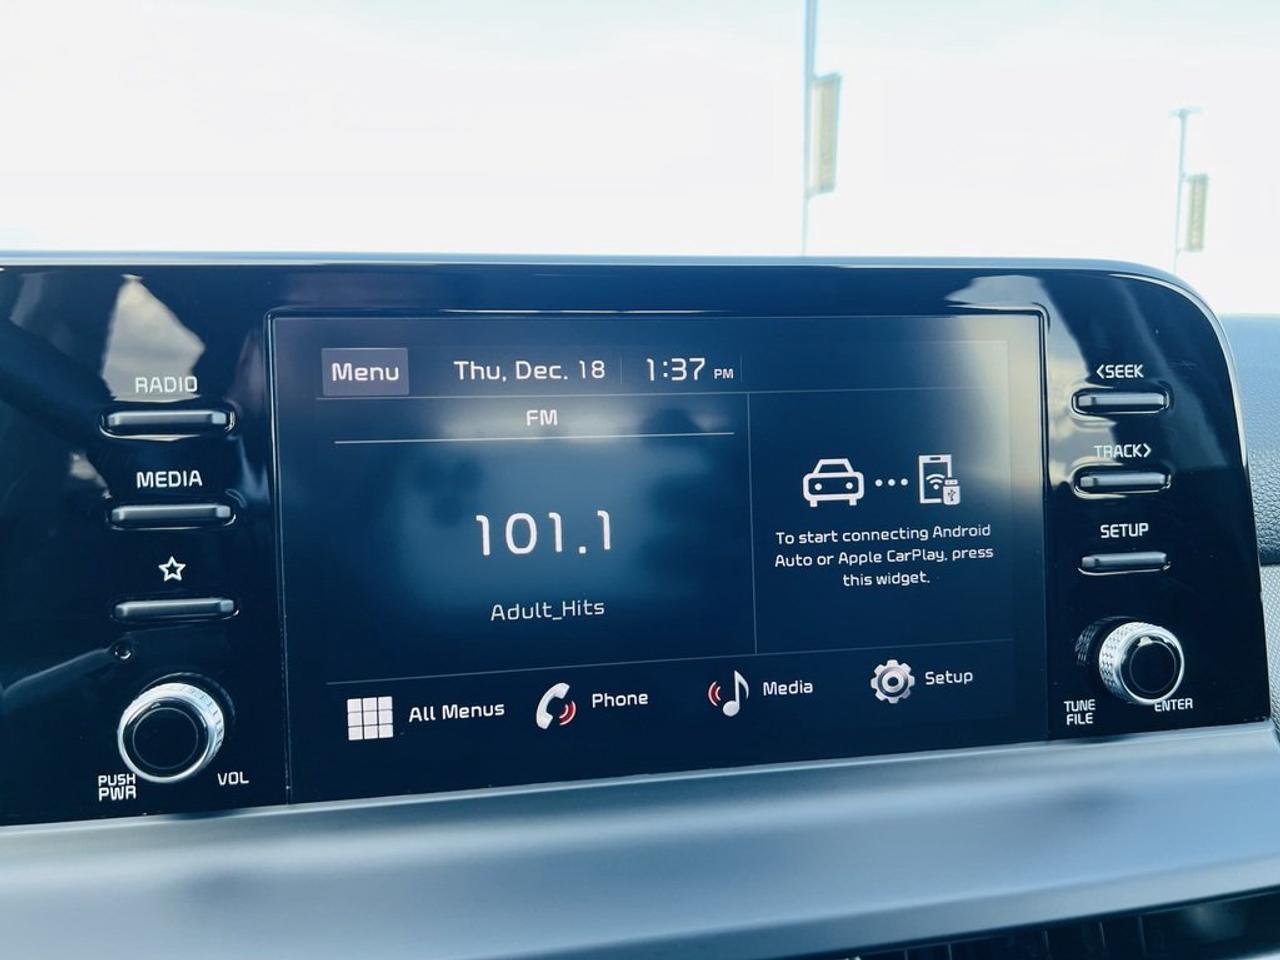 RADIO
MEDIA
PUSH
PWR
VOL
Menu
Thu, Dec. 18
1:37 PM
FM
101.1
Adult_Hits
To start connecting Android
Auto or Apple CarPlay, press
this widget.
All Menus
Phone
Media
Setup
<SEEK
TRACK>
SETUP
TUNE
FILE
ENTER